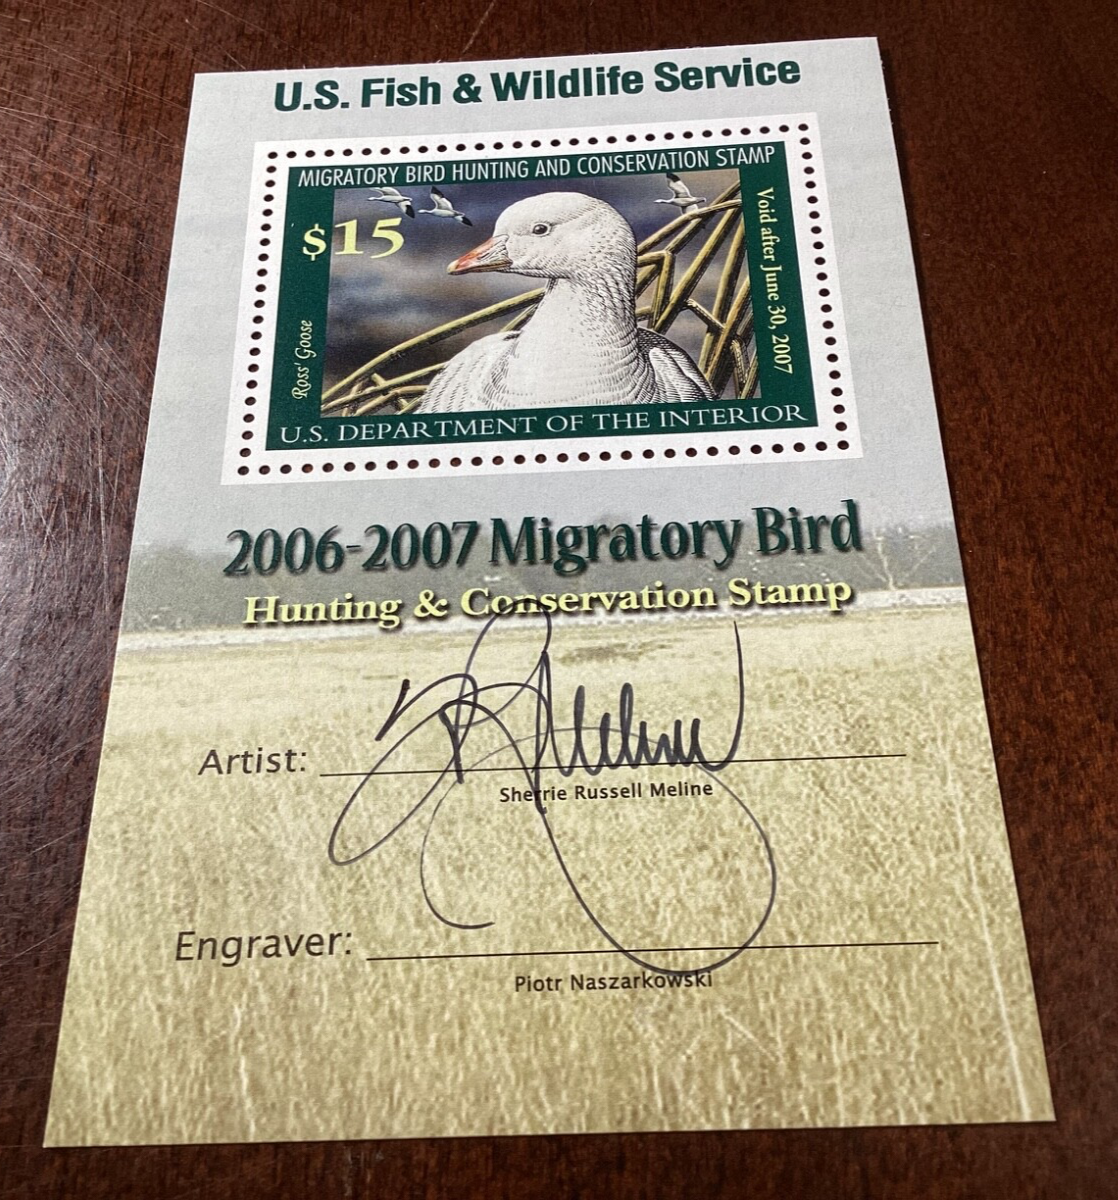 U.S. Fish & Wildlife Service
MIGRATORY BIRD HUNTING AND CONSERVATION STAMP
$15
Void after June 30, 2007
Ross' Goose
U.S. DEPARTMENT OF THE INTERIOR
2006-2007 Migratory Bird
Hunting & Conservation Stamp
Artist:
Sherrie Russell Meline
Engraver:
Piotr Naszarkowski